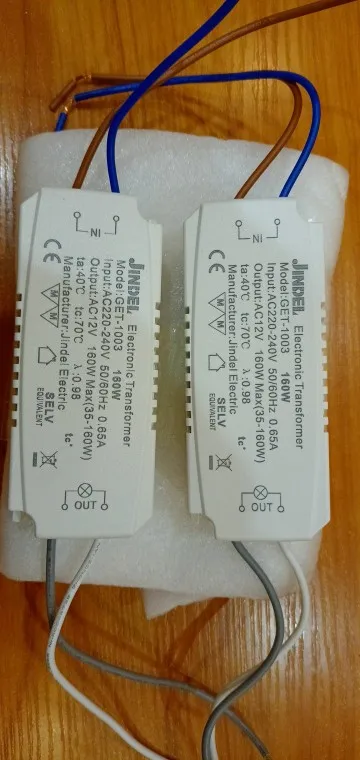 JINDEL Electronic Transformer
Model:GET-1003 160W
Input:AC220-240V 50/60Hz 0.65A
Output:AC12V 160W Max(35-160W)
ta:40℃ tc:70℃ λ:0.98
Manufacturer:Jindel Electric
CE
M M
SELV
EQUIVALENT
tc
IN
OUT
JINDEL Electronic Transformer
Model:GET-1003 160W
Input:AC220-240V 50/60Hz 0.65A
Output:AC12V 160W Max(35-160W)
ta:40℃ tc:70℃ λ:0.98
Manufacturer:Jindel Electric
CE
M M
SELV
EQUIVALENT
tc
IN
OUT